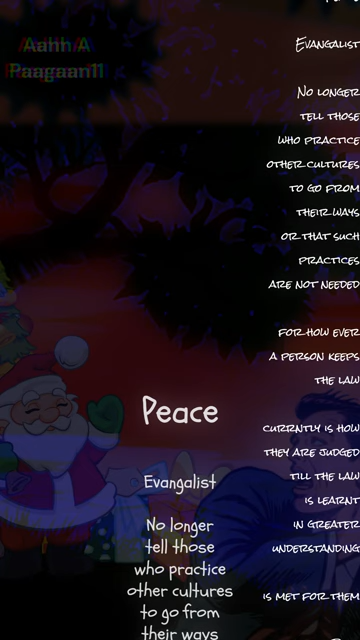 Aahh A
Paagaan11
Evangalist
No longer
tell those
who practice
other cultures
to go from
their ways
or that such
practices
are not needed
for how ever
a person keeps
the law
currntly is how
they are judged
till the law
is learnt
in greater
understanding
is met for them
Peace
Evangalist
No longer
tell those
who practice
other cultures
to go from
their ways